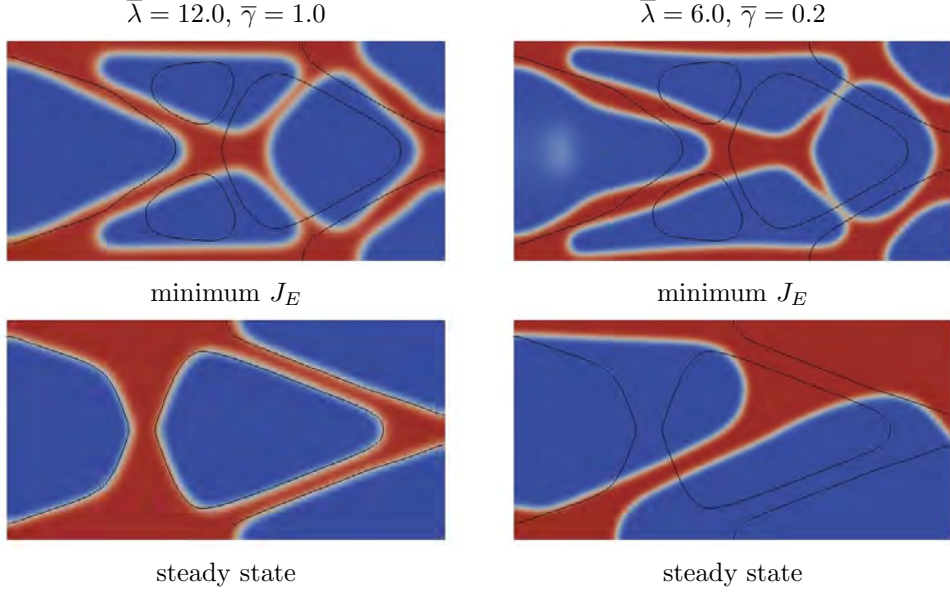 λ̅ = 12.0, γ̅ = 1.0
λ̅ = 6.0, γ̅ = 0.2
minimum J_E
minimum J_E
steady state
steady state